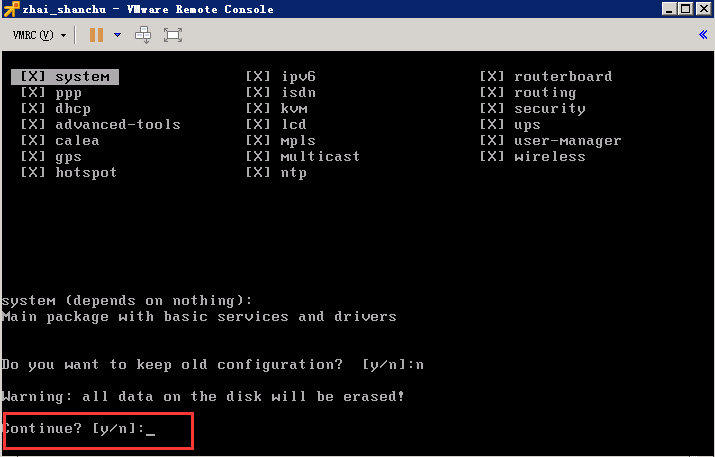 zhai_shanchu - VMware Remote Console
VMRC(V)
[X] system [X] ipv6 [X] routerboard
[X] ppp [X] isdn [X] routing
[X] dhcp [X] kvm [X] security
[X] advanced-tools [X] lcd [X] ups
[X] calea [X] mpls [X] user-manager
[X] gps [X] multicast [X] wireless
[X] hotspot [X] ntp
system (depends on nothing):
Main package with basic services and drivers
Do you want to keep old configuration? [y/n]:n
Warning: all data on the disk will be erased!
Continue? [y/n]:_